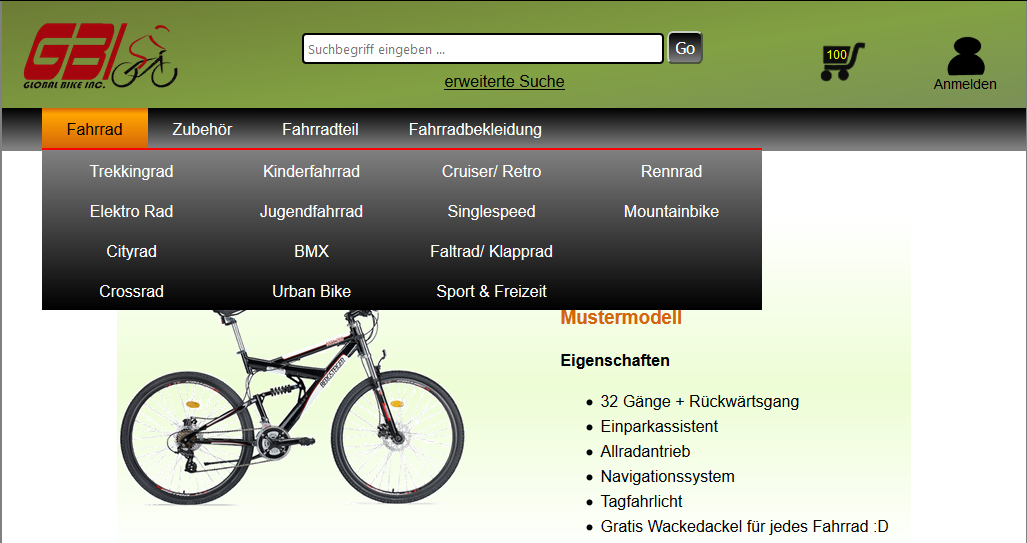 GBI
GLOBAL BIKE INC.
Suchbegriff eingeben ...
Go
erweiterte Suche
100
Anmelden
Fahrrad Zubehör Fahrradteil Fahrradbekleidung
Trekkingrad Kinderfahrrad Cruiser/ Retro Rennrad
Elektro Rad Jugendfahrrad Singlespeed Mountainbike
Cityrad BMX Faltrad/ Klapprad
Crossrad Urban Bike Sport & Freizeit
Mustermodell
Eigenschaften
32 Gänge + Rückwärtsgang
Einparkassistent
Allradantrieb
Navigationssystem
Tagfahrlicht
Gratis Wackedackel für jedes Fahrrad :D